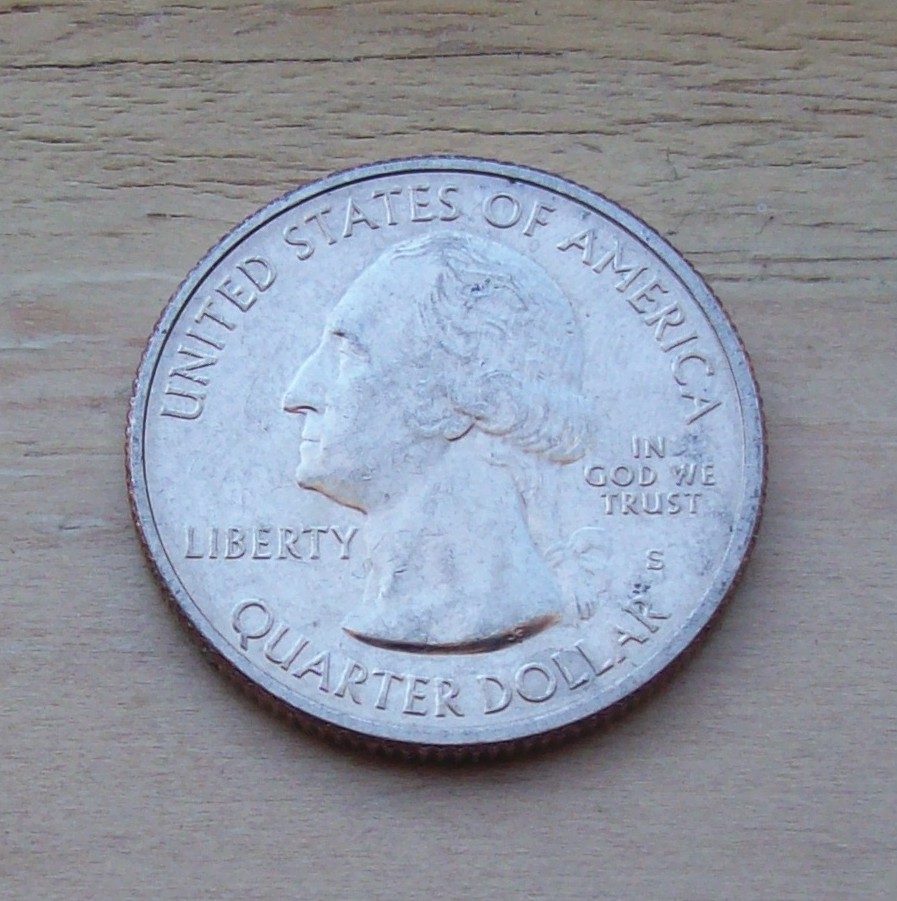 UNITED STATES OF AMERICA
IN
GOD WE
TRUST
LIBERTY
S
QUARTER DOLLAR